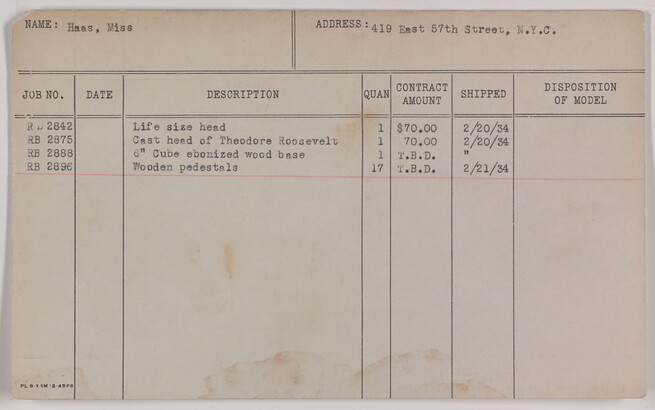 NAME: Haas, Miss
ADDRESS: 419 East 57th Street, N.Y.C.
JOB NO. DATE DESCRIPTION QUAN CONTRACT AMOUNT SHIPPED DISPOSITION OF MODEL
RB 2842 Life size head 1 $70.00 2/20/34
RB 2875 Cast head of Theodore Roosevelt 1 70.00 2/20/34
RB 2888 6" Cube ebonized wood base 1 T.B.D. "
RB 2896 Wooden pedestals 17 T.B.D. 2/21/34